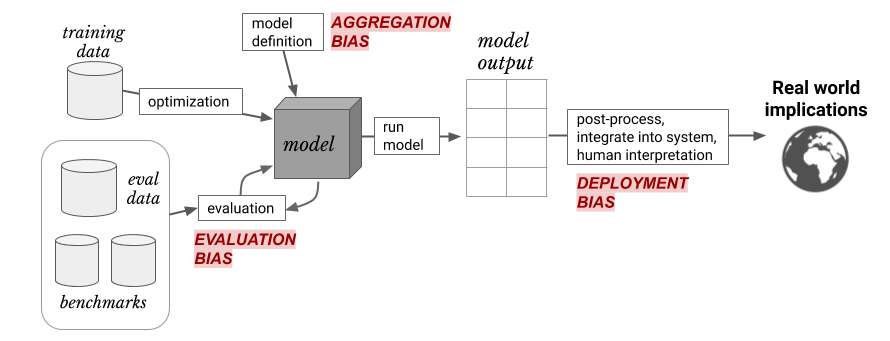 training
data
optimization
model
definition
AGGREGATION
BIAS
model
eval
data
benchmarks
evaluation
EVALUATION
BIAS
run
model
model
output
post-process,
integrate into system,
human interpretation
DEPLOYMENT
BIAS
Real world
implications